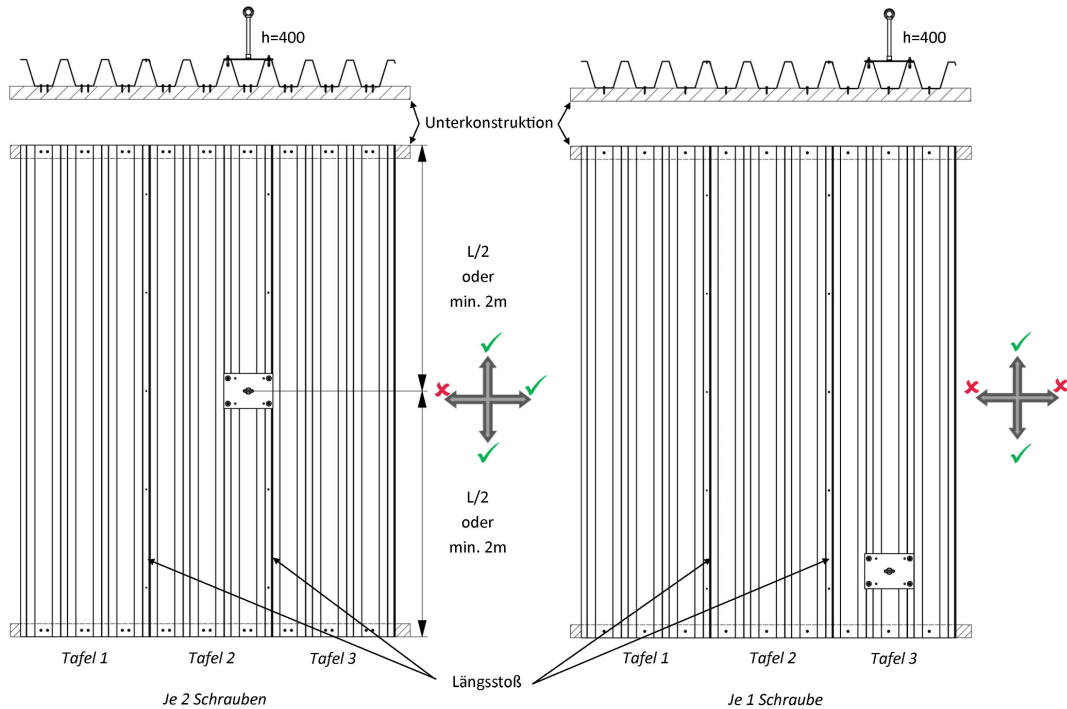 h=400
h=400
Unterkonstruktion
L/2
oder
min. 2m
L/2
oder
min. 2m
Tafel 1
Tafel 2
Tafel 3
Tafel 1
Tafel 2
Tafel 3
Längsstoß
Je 2 Schrauben
Je 1 Schraube